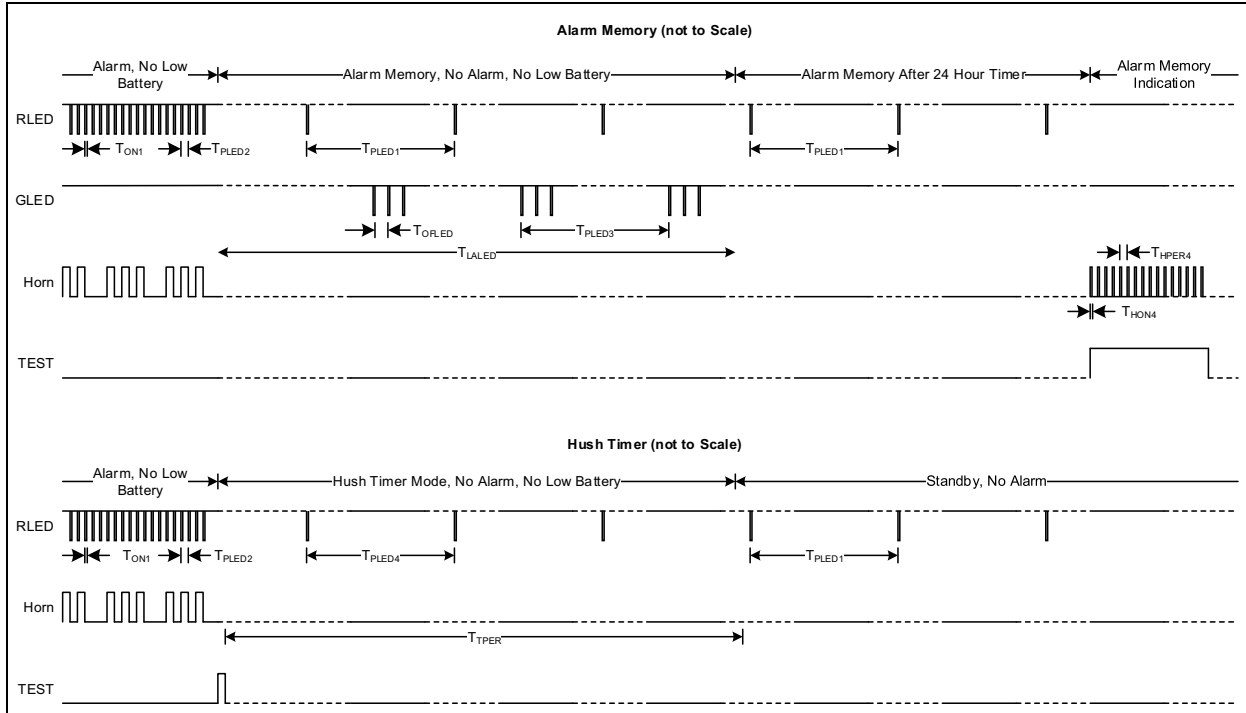 Alarm Memory (not to Scale)
Alarm, No Low
Battery
Alarm Memory, No Alarm, No Low Battery
Alarm Memory After 24 Hour Timer
Alarm Memory
Indication
RLED
TON1
TPLED2
TPLED1
TPLED1
GLED
TOFLED
TPLED3
TLALED
Horn
THPER4
THON4
TEST
Hush Timer (not to Scale)
Alarm, No Low
Battery
Hush Timer Mode, No Alarm, No Low Battery
Standby, No Alarm
RLED
TON1
TPLED2
TPLED4
TPLED1
Horn
TTPER
TEST